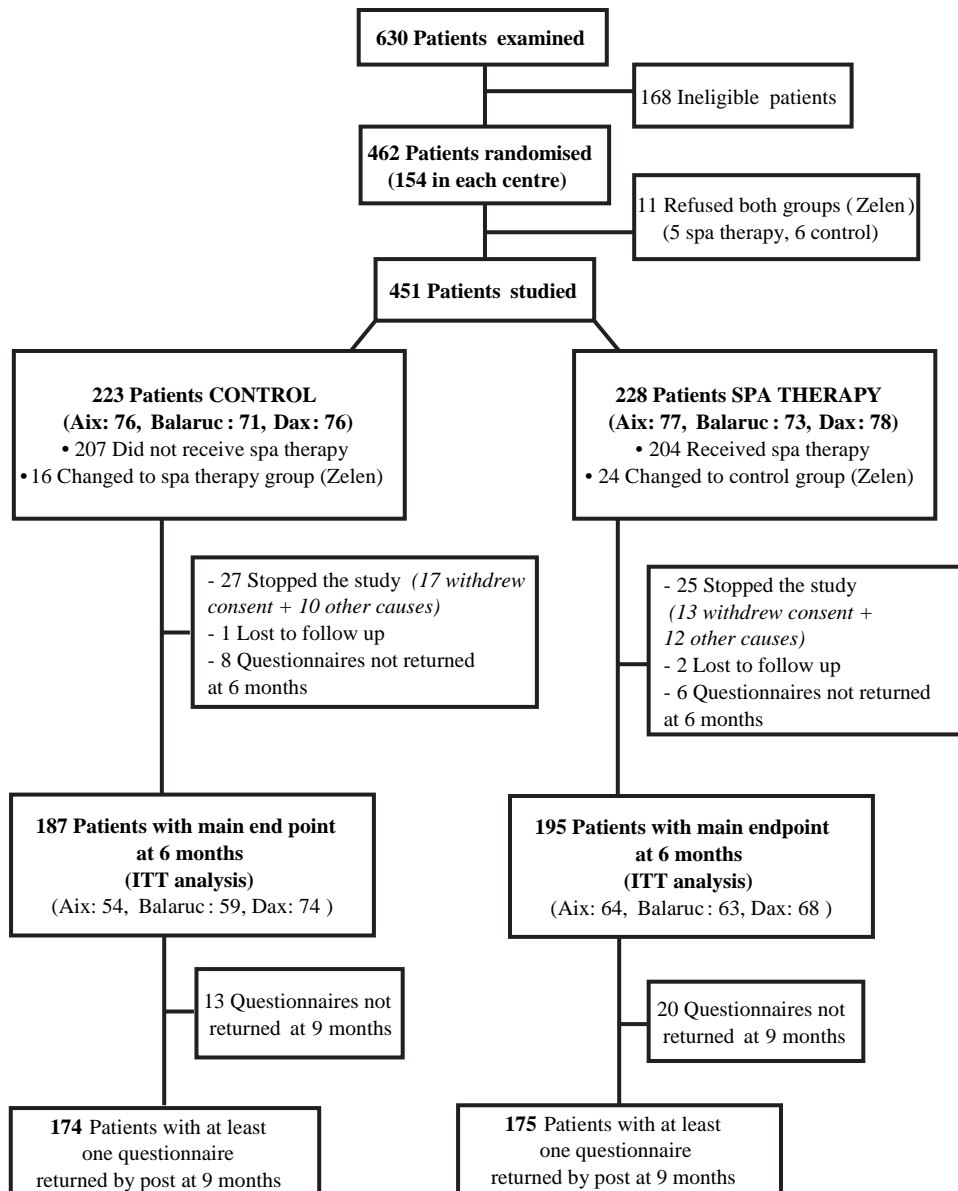 630 Patients examined
168 Ineligible patients
462 Patients randomised
(154 in each centre)
11 Refused both groups (Zelen)
(5 spa therapy, 6 control)
451 Patients studied
223 Patients CONTROL
(Aix: 76, Balaruc: 71, Dax: 76)
• 207 Did not receive spa therapy
• 16 Changed to spa therapy group (Zelen)
228 Patients SPA THERAPY
(Aix: 77, Balaruc: 73, Dax: 78)
• 204 Received spa therapy
• 24 Changed to control group (Zelen)
- 27 Stopped the study (17 withdrew
consent + 10 other causes)
- 1 Lost to follow up
- 8 Questionnaires not returned
at 6 months
- 25 Stopped the study
(13 withdrew consent +
12 other causes)
- 2 Lost to follow up
- 6 Questionnaires not returned
at 6 months
187 Patients with main end point
at 6 months
(ITT analysis)
(Aix: 54, Balaruc: 59, Dax: 74)
195 Patients with main endpoint
at 6 months
(ITT analysis)
(Aix: 64, Balaruc: 63, Dax: 68)
13 Questionnaires not
returned at 9 months
20 Questionnaires not
returned at 9 months
174 Patients with at least
one questionnaire
returned by post at 9 months
175 Patients with at least
one questionnaire
returned by post at 9 months